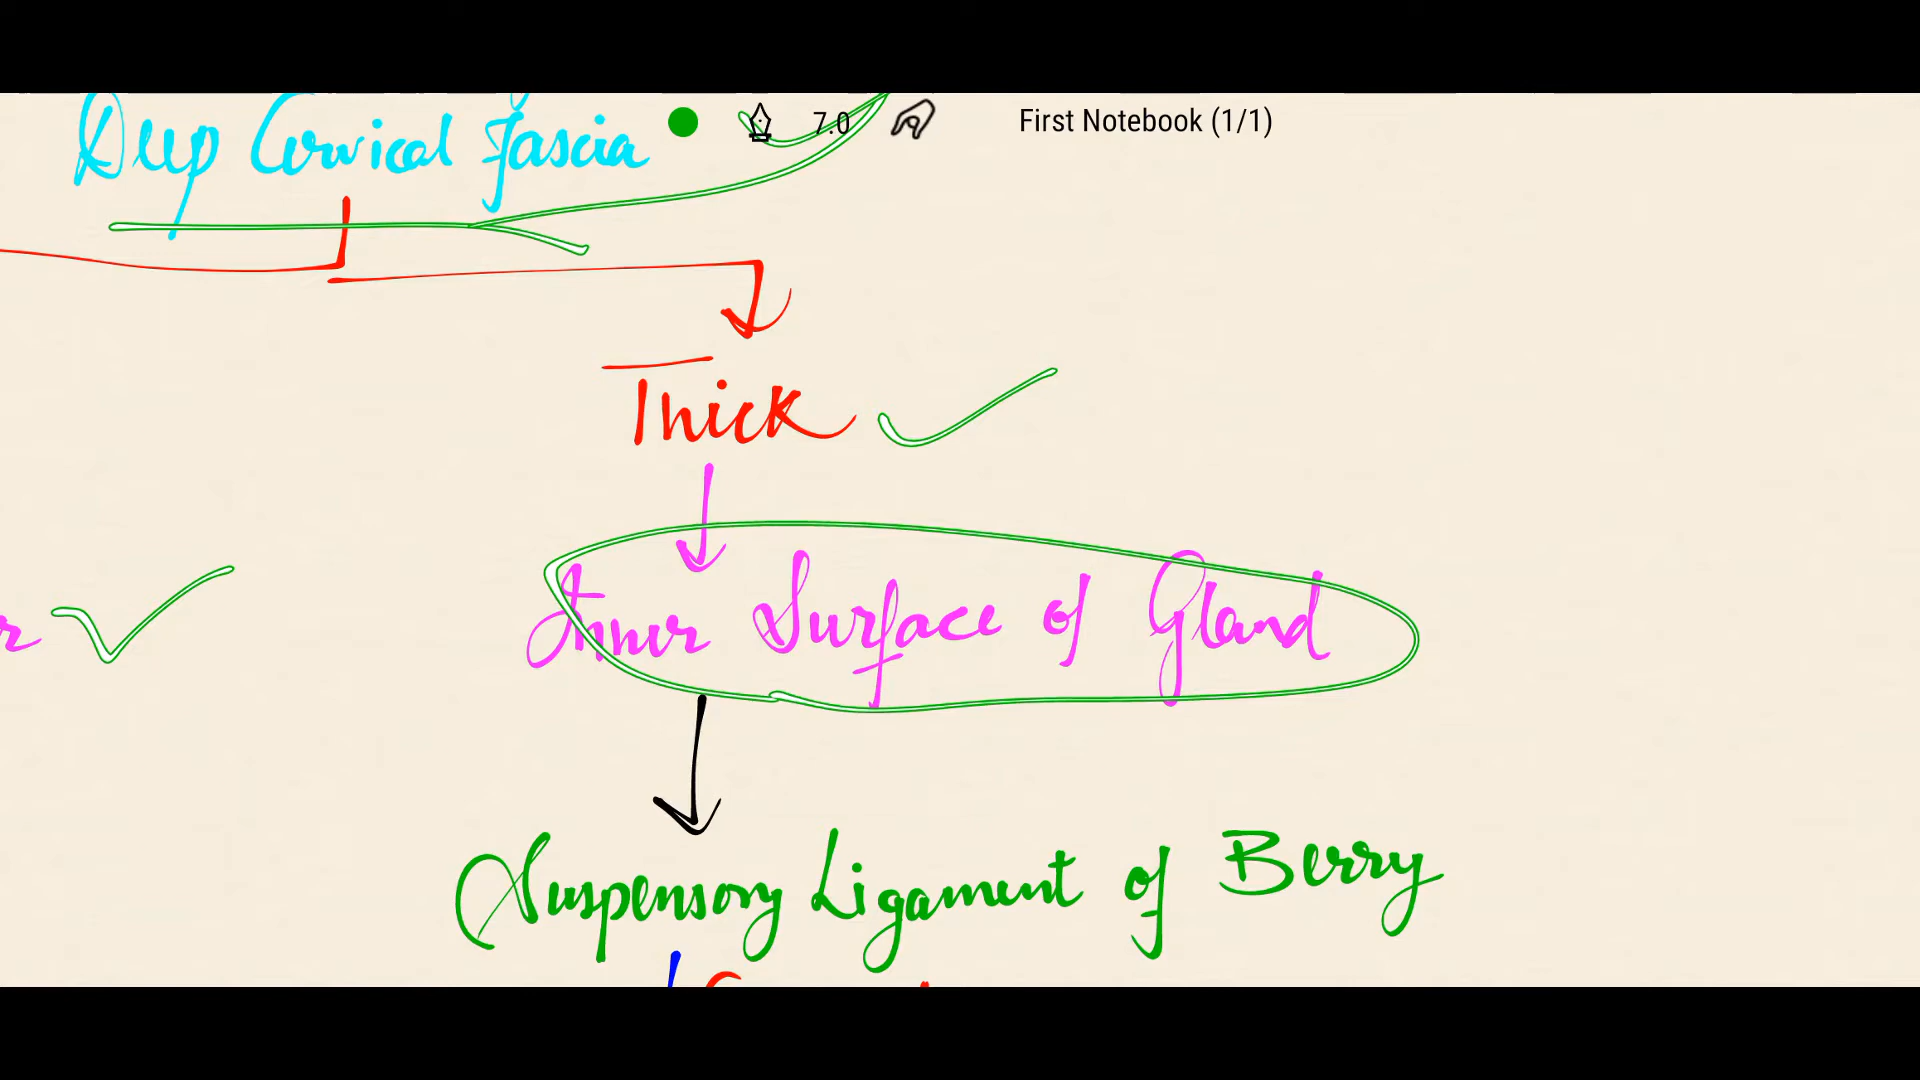 Deep Cervical Fascia
7.0
First Notebook (1/1)
Thick
Inner Surface of Gland
Suspensory Ligament of Berry